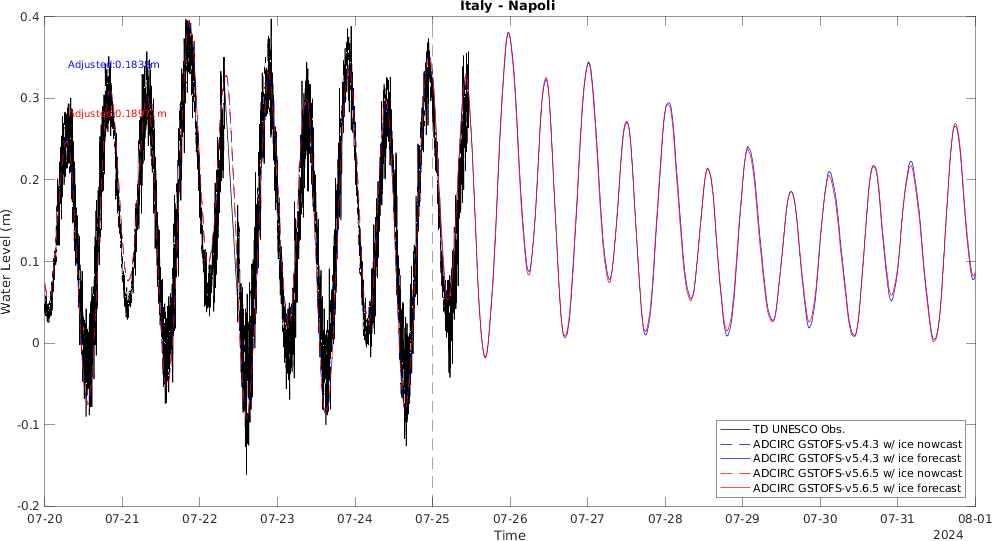 Italy - Napoli
0.4
0.3
0.2
0.1
0
-0.1
-0.2
Water Level (m)
Adjusted:0.1838m
TD UNESCO Obs.
ADCIRC GSTOFS-v5.4.3 w/ ice nowcast
ADCIRC GSTOFS-v5.4.3 w/ ice forecast
ADCIRC GSTOFS-v5.6.5 w/ ice nowcast
ADCIRC GSTOFS-v5.6.5 w/ ice forecast
07-20 07-21 07-22 07-23 07-24 07-25 07-26 07-27 07-28 07-29 07-30 07-31 08-01
Time
2024